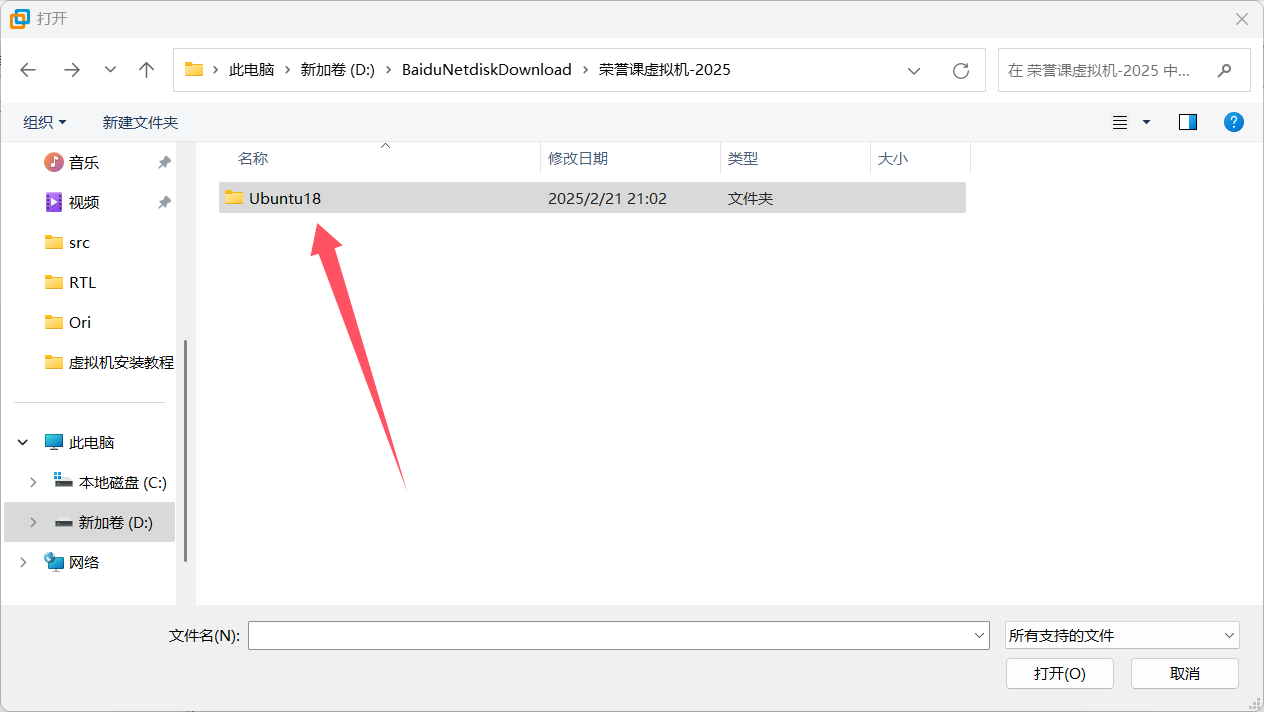 打开
此电脑 新加卷 (D:) BaiduNetdiskDownload 荣誉课虚拟机-2025
在 荣誉课虚拟机-2025 中...
组织 新建文件夹
名称 修改日期 类型 大小
Ubuntu18 2025/2/21 21:02 文件夹
音乐
视频
src
RTL
Ori
虚拟机安装教程
此电脑
本地磁盘 (C:)
新加卷 (D:)
网络
文件名(N):
所有支持的文件
打开(O) 取消